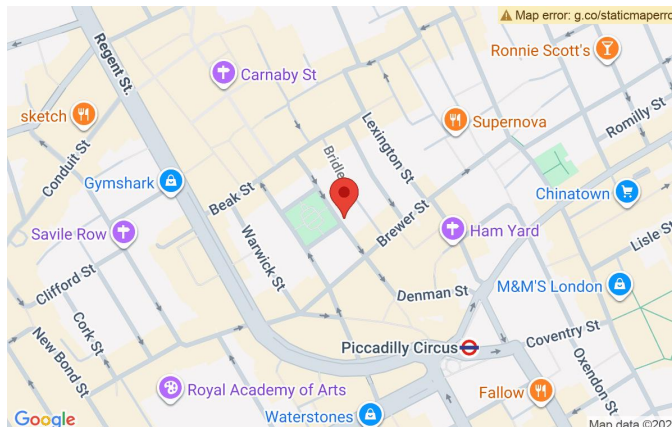 Map error: g.co/staticmaperro
Regent St.
Ronnie Scott's
Carnaby St
sketch
Conduit St
Lexington St
Supernova
Romilly St
Bridle
Gymshark
Beak St
Chinatown
Savile Row
Warwick St
Brewer St
Ham Yard
Lisle St
Clifford St
Denman St
M&M'S London
Cork St
New Bond St
Piccadilly Circus
Coventry St
Oxendon St
Royal Academy of Arts
Fallow
Waterstones
Google
Map data ©202